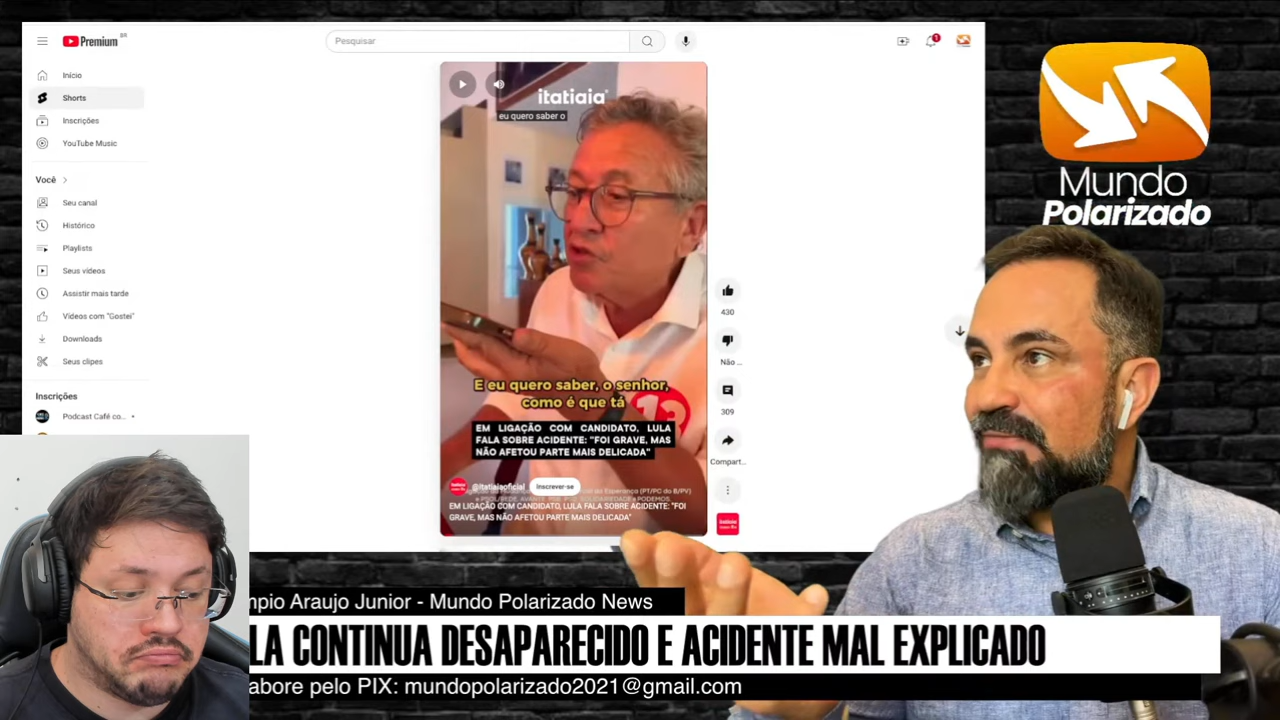 Premium BR
Pesquisar
1
Início
Shorts
Inscrições
YouTube Music
Você
Seu canal
Histórico
Playlists
Seus vídeos
Assistir mais tarde
Vídeos com "Gostei"
Downloads
Seus clipes
Inscrições
Podcast Café co...
itatiaia
eu quero saber o
E eu quero saber, o senhor,
como é que tá
13
EM LIGAÇÃO COM CANDIDATO, LULA
FALA SOBRE ACIDENTE: "FOI GRAVE, MAS
NÃO AFETOU PARTE MAIS DELICADA"
@itatiaiaoficial
Inscrever-se
EM LIGAÇÃO COM CANDIDATO, LULA FALA SOBRE ACIDENTE: "FOI
GRAVE, MAS NÃO AFETOU PARTE MAIS DELICADA"
430
Não ...
309
Compart...
itatiaia
Mundo
Polarizado
mpio Araujo Junior - Mundo Polarizado News
LA CONTINUA DESAPARECIDO E ACIDENTE MAL EXPLICADO
abore pelo PIX: mundopolarizado2021@gmail.com